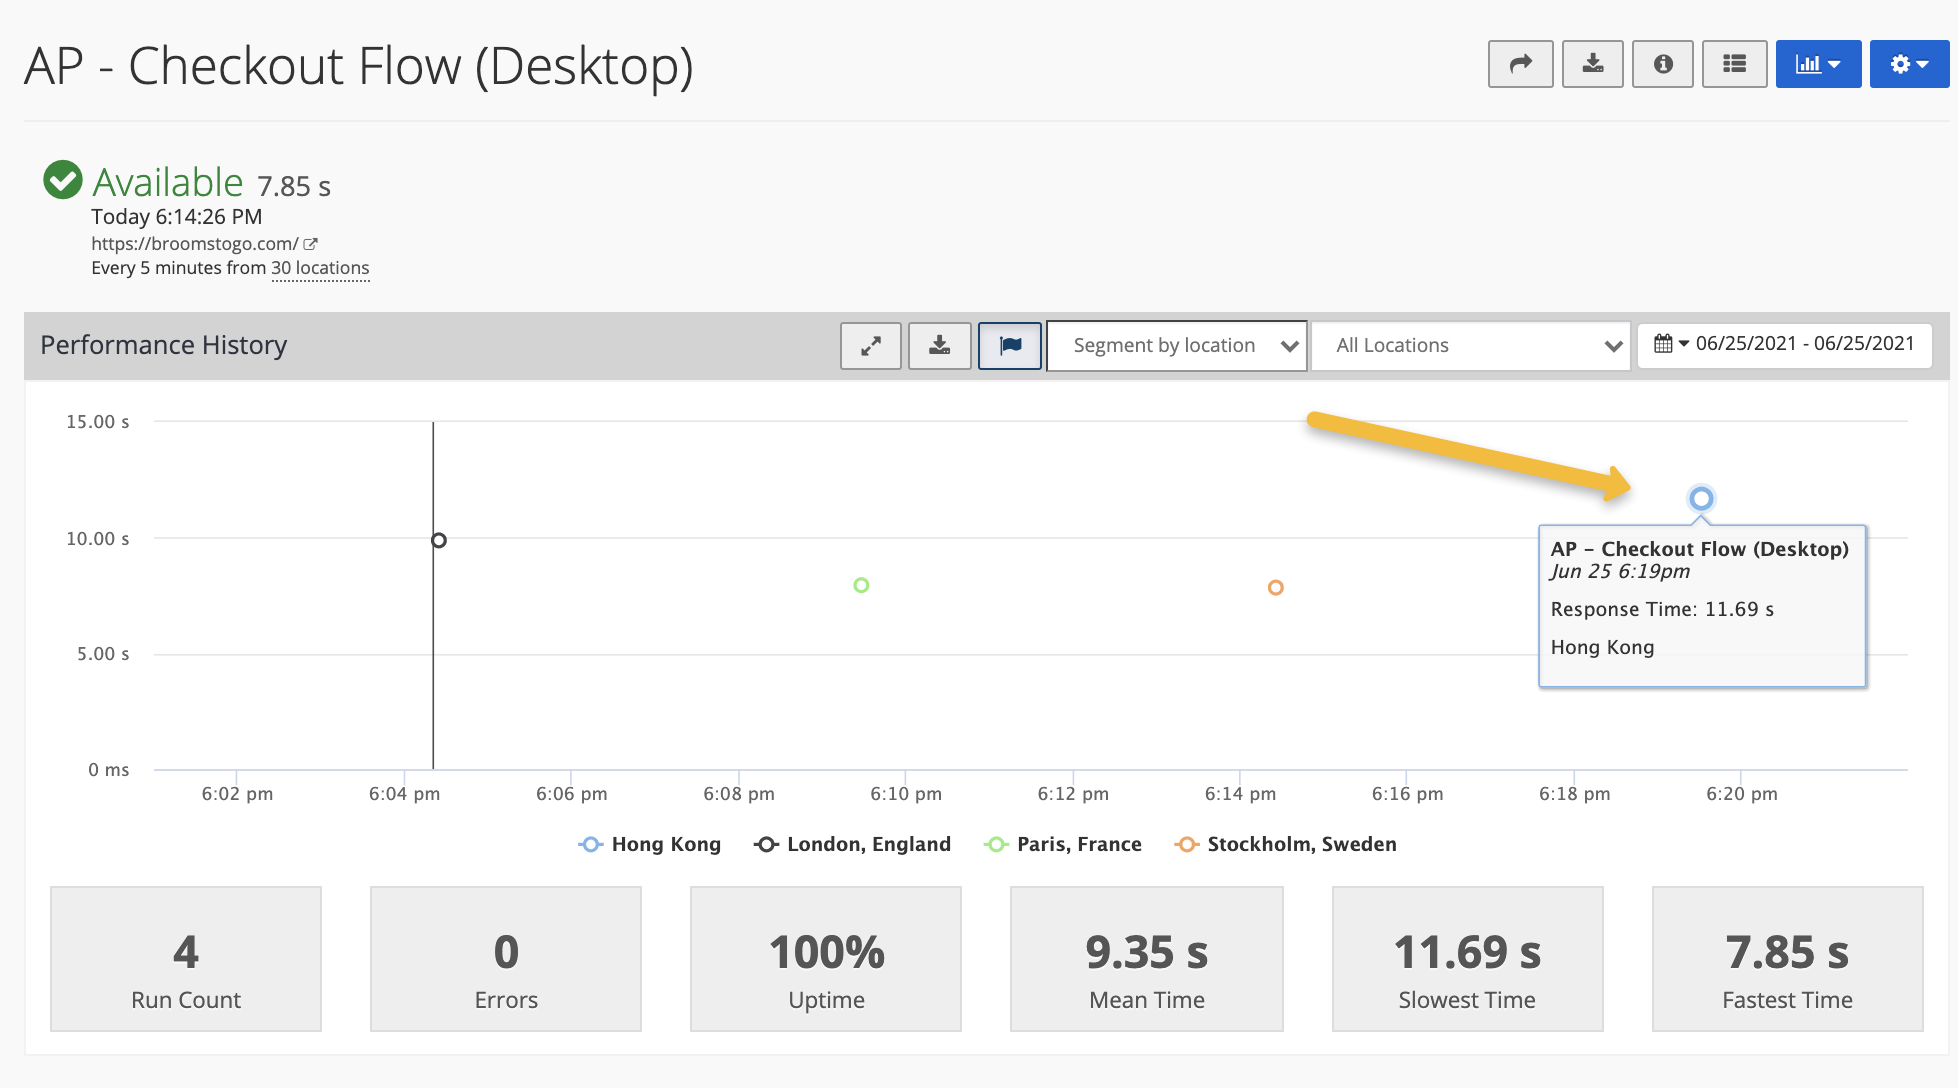 AP - Checkout Flow (Desktop)
Available 7.85 s
Today 6:14:26 PM
https://broomstogo.com/
Every 5 minutes from 30 locations
Performance History
Segment by location
All Locations
06/25/2021 - 06/25/2021
15.00 s
10.00 s
5.00 s
0 ms
AP – Checkout Flow (Desktop)
Jun 25 6:19pm
Response Time: 11.69 s
Hong Kong
6:02 pm 6:04 pm 6:06 pm 6:08 pm 6:10 pm 6:12 pm 6:14 pm 6:16 pm 6:18 pm 6:20 pm
Hong Kong London, England Paris, France Stockholm, Sweden
4
Run Count
0
Errors
100%
Uptime
9.35 s
Mean Time
11.69 s
Slowest Time
7.85 s
Fastest Time